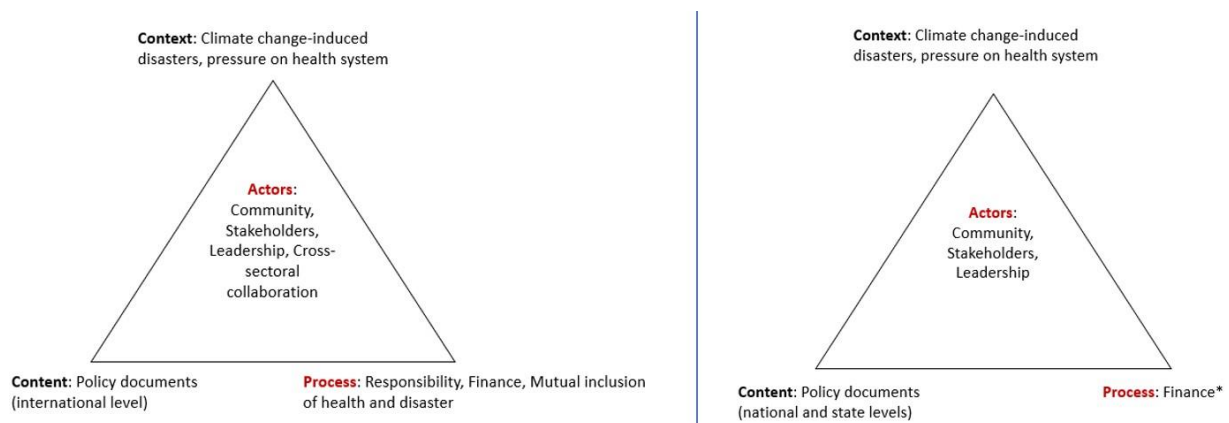 Context: Climate change-induced
disasters, pressure on health system
Actors:
Community,
Stakeholders,
Leadership, Cross-
sectoral
collaboration
Content: Policy documents
(international level)
Process: Responsibility, Finance, Mutual inclusion
of health and disaster
Context: Climate change-induced
disasters, pressure on health system
Actors:
Community,
Stakeholders,
Leadership
Content: Policy documents
(national and state levels)
Process: Finance*